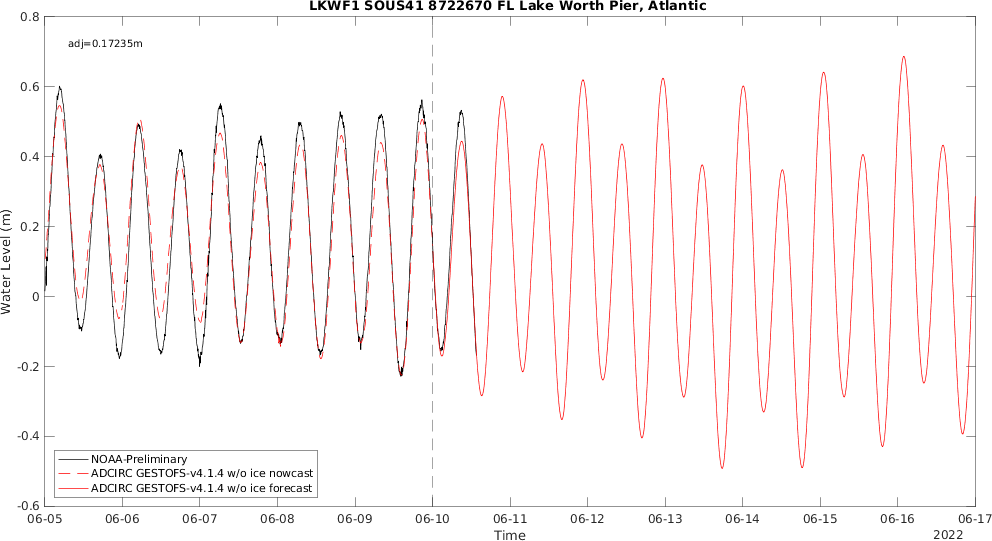 LKWF1 SOUS41 8722670 FL Lake Worth Pier, Atlantic
0.8
adj=0.17235m
0.6
0.4
0.2
0
-0.2
-0.4
-0.6
Water Level (m)
NOAA-Preliminary
ADCIRC GESTOFS-v4.1.4 w/o ice nowcast
ADCIRC GESTOFS-v4.1.4 w/o ice forecast
06-05 06-06 06-07 06-08 06-09 06-10 06-11 06-12 06-13 06-14 06-15 06-16 06-17
Time
2022